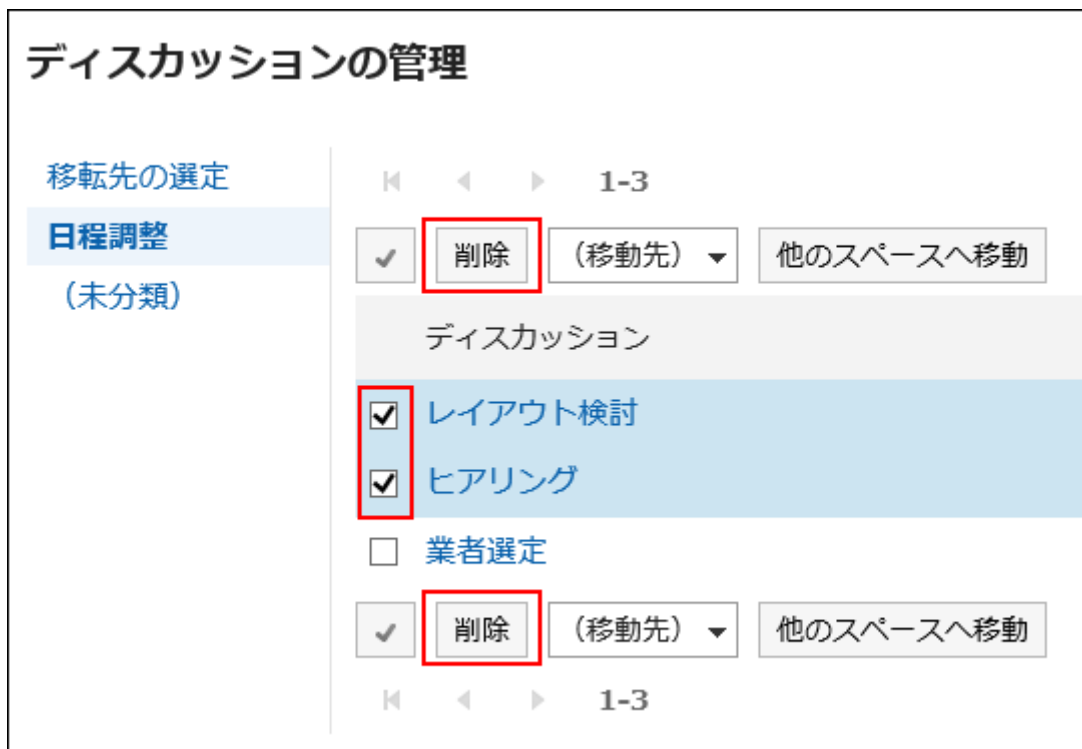 ディスカッションの管理
移転先の選定
日程調整
（未分類）
1-3
削除 （移動先） 他のスペースへ移動
ディスカッション
レイアウト検討
ヒアリング
業者選定
削除 （移動先） 他のスペースへ移動
1-3